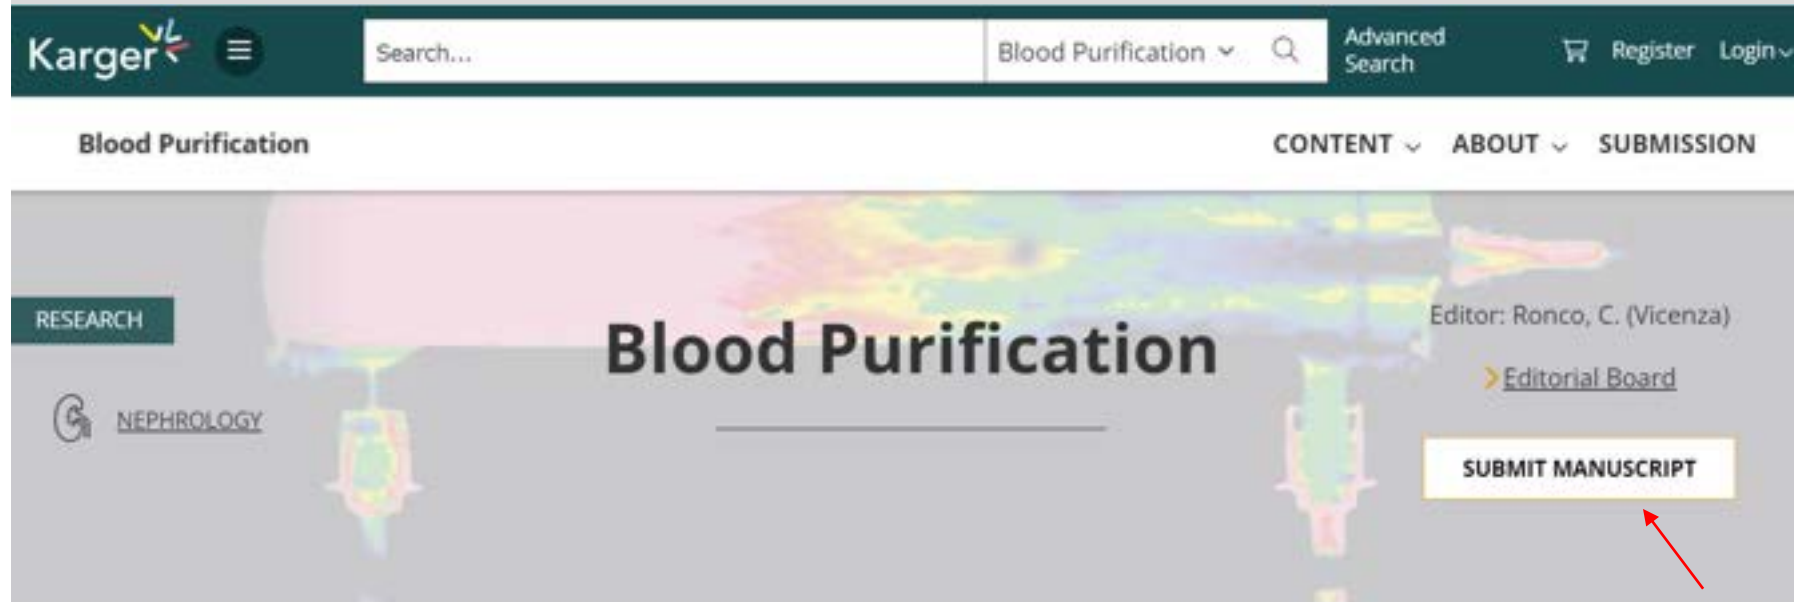 Karger
Search...
Blood Purification
Advanced
Search
Register
Login
Blood Purification
CONTENT
ABOUT
SUBMISSION
RESEARCH
Blood Purification
Editor: Ronco, C. (Vicenza)
Editorial Board
NEPHROLOGY
SUBMIT MANUSCRIPT